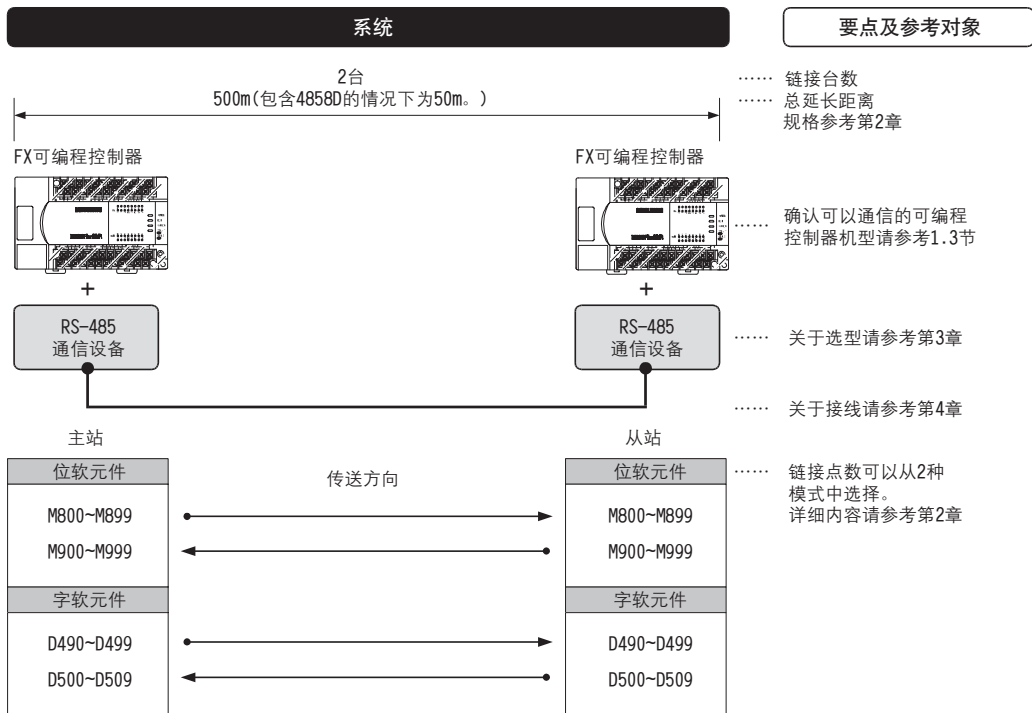 系统
要点及参考对象
2台
500m(包含4858D的情况下为50m。)
…… 链接台数
…… 总延长距离
规格参考第2章
FX可编程控制器
FX可编程控制器
…… 确认可以通信的可编程
控制器机型请参考1.3节
+
+
RS-485
通信设备
RS-485
通信设备
…… 关于选型请参考第3章
…… 关于接线请参考第4章
主站
从站
位软元件
传送方向
位软元件
…… 链接点数可以从2种
模式中选择。
详细内容请参考第2章
M800~M899
M800~M899
M900~M999
M900~M999
字软元件
字软元件
D490~D499
D490~D499
D500~D509
D500~D509